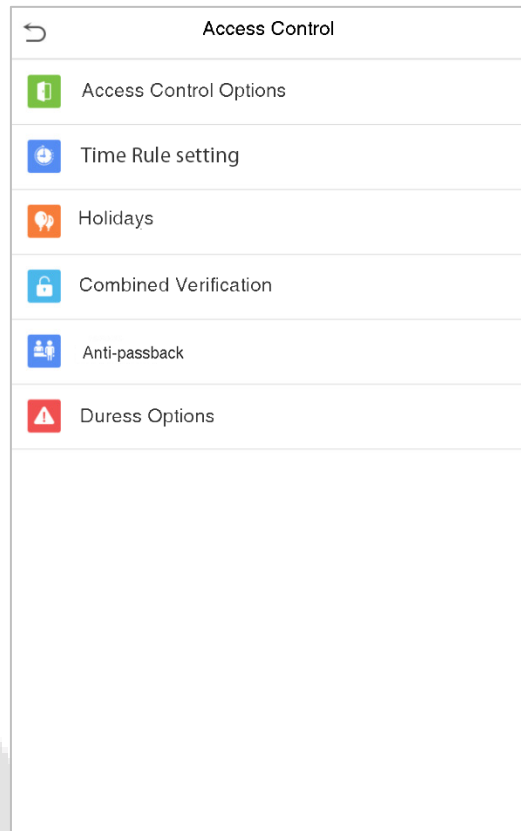 Access Control
Access Control Options
Time Rule setting
Holidays
Combined Verification
Anti-passback
Duress Options